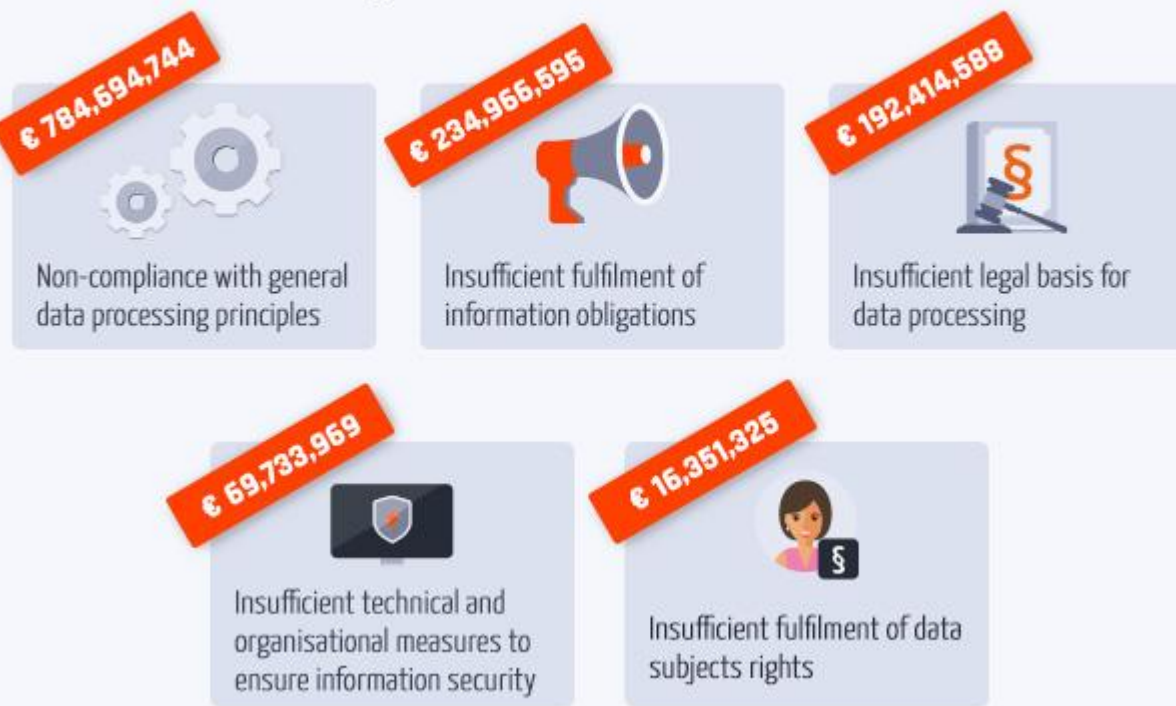 € 784,694,744
Non-compliance with general
data processing principles
€ 234,966,595
Insufficient fulfilment of
information obligations
€ 192,414,588
§
Insufficient legal basis for
data processing
€ 69,733,969
Insufficient technical and
organisational measures to
ensure information security
€ 16,351,325
§
Insufficient fulfilment of data
subjects rights